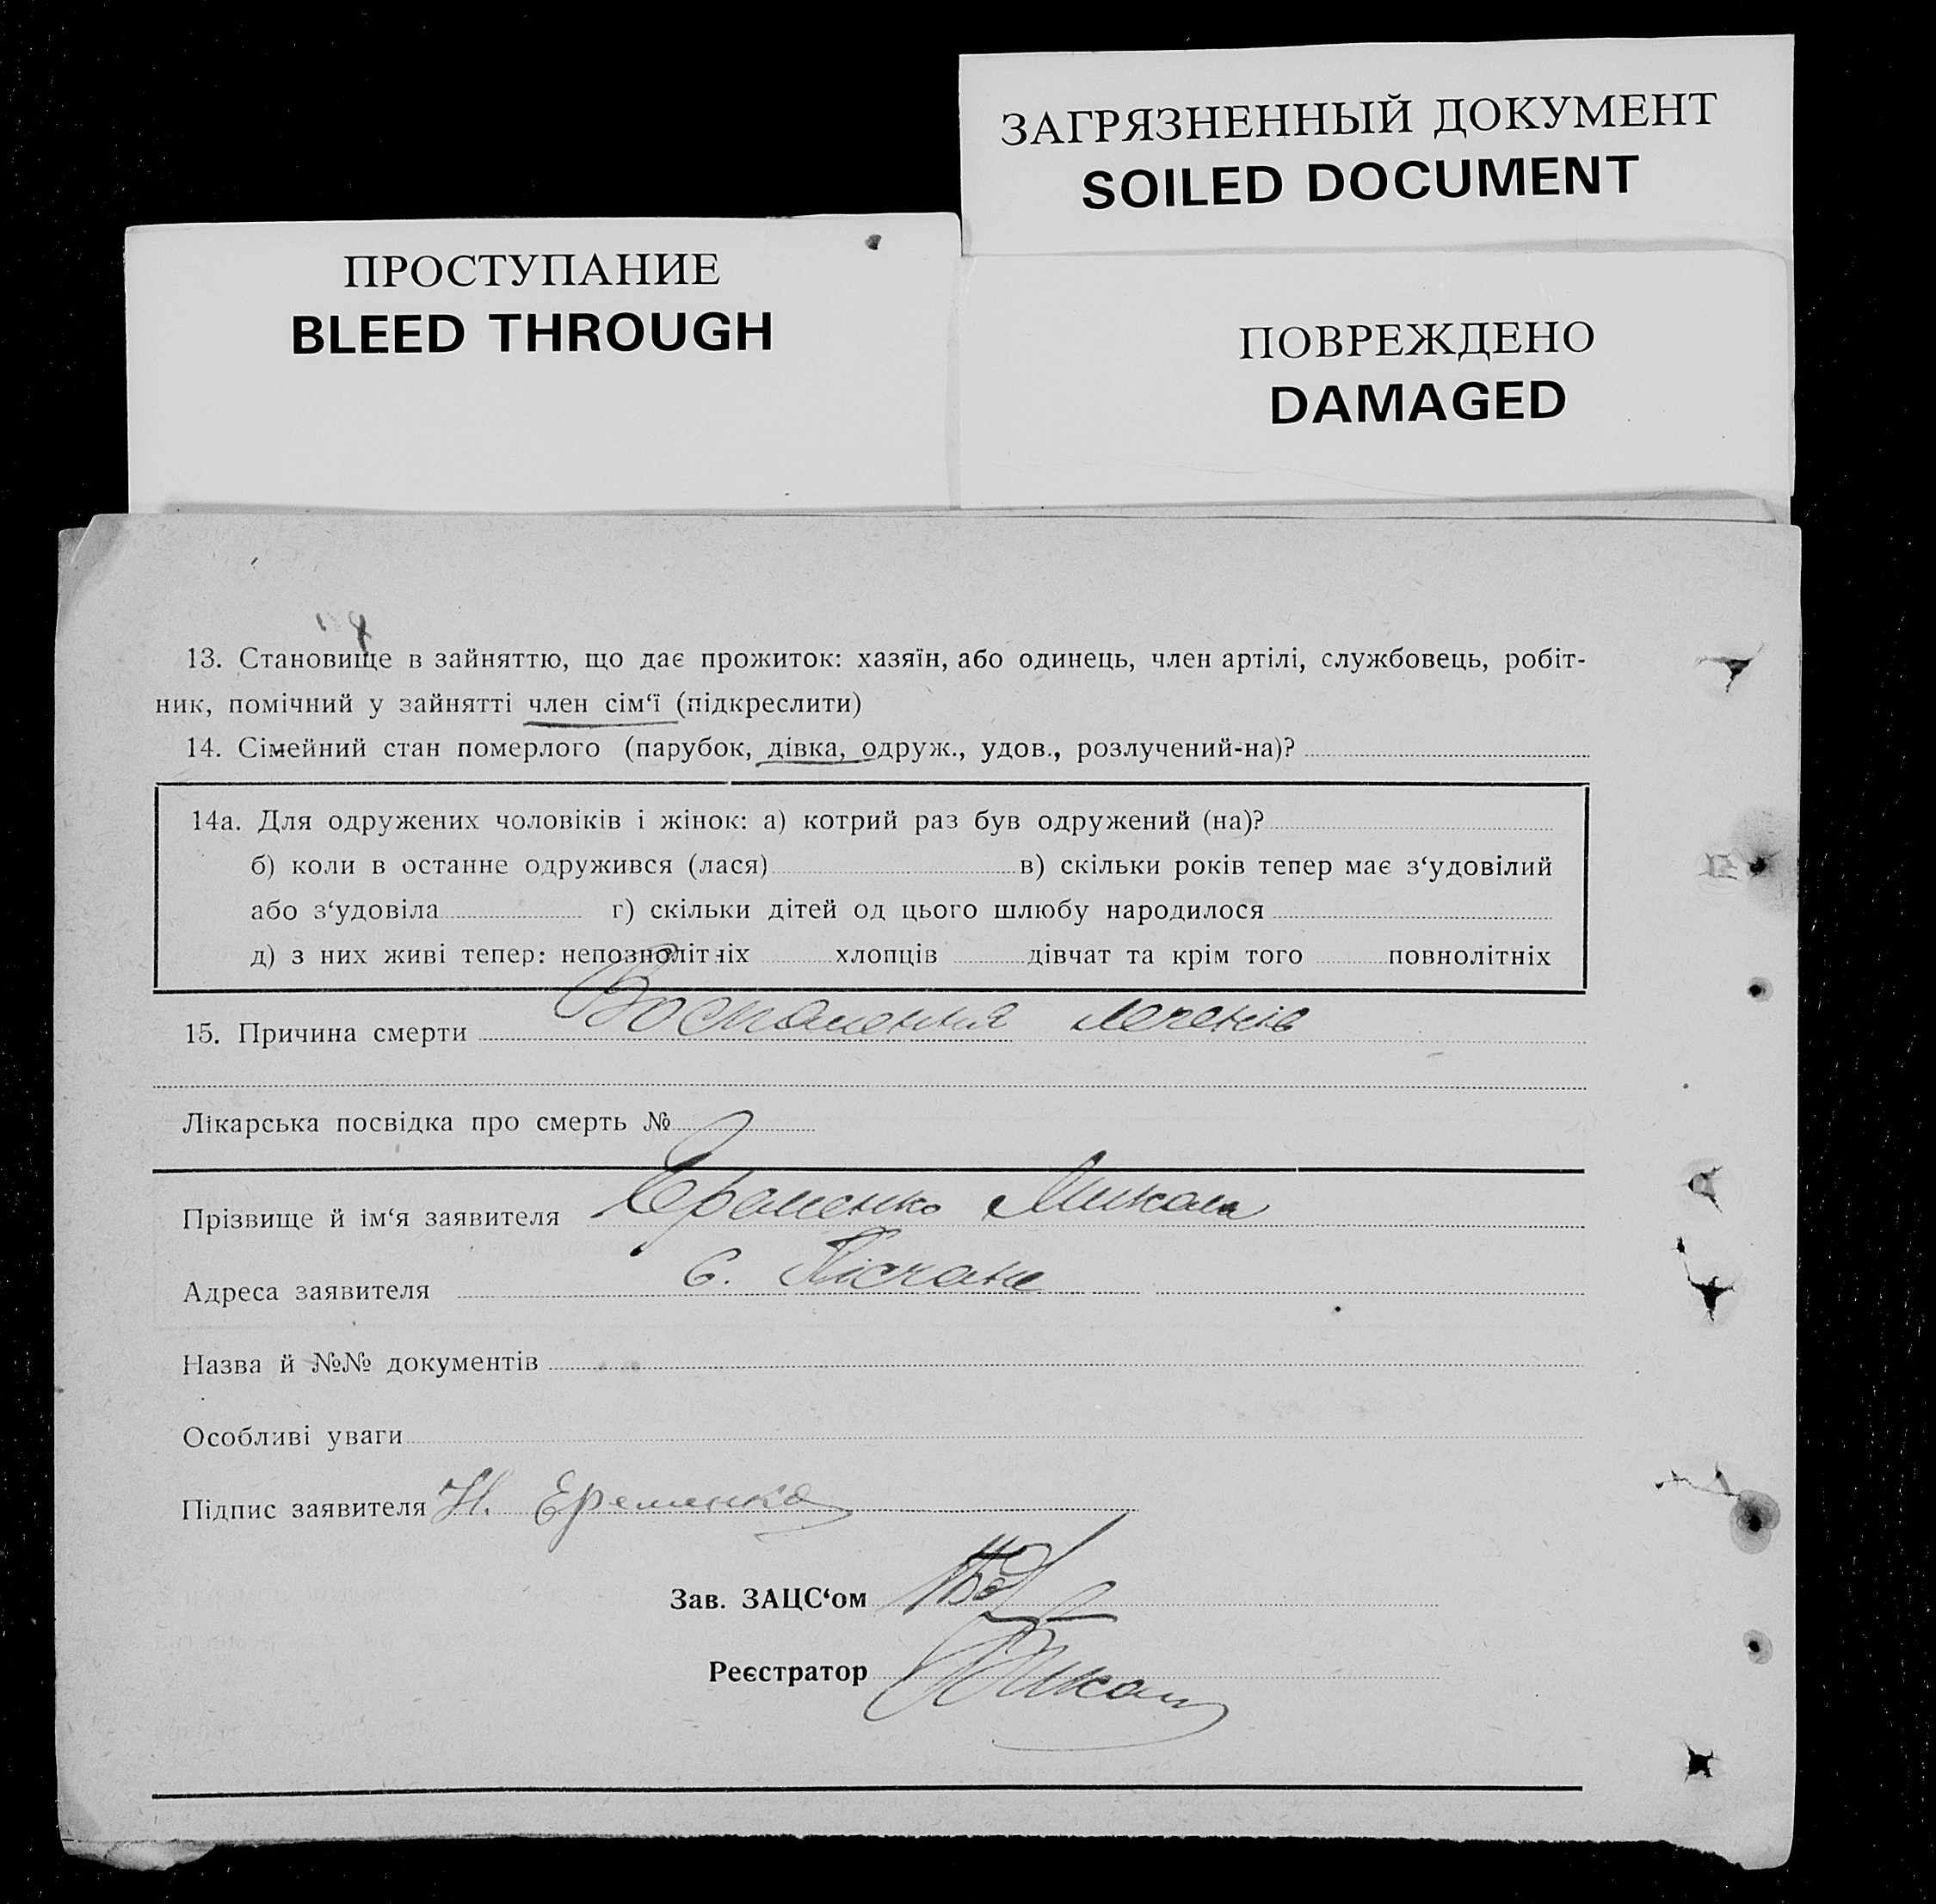 ЗАГРЯЗНЕННЫЙ ДОКУМЕНТ
SOILED DOCUMENT
ПРОСТУПАНИЕ
BLEED THROUGH
ПОВРЕЖДЕНО
DAMAGED
13. Становище в зайняттю, що дає прожиток: хазяїн, або одинець, член артілі, службовець, робіт-
ник, помічний у зайнятті член сім‘ї (підкреслити)
14. Сімейний стан померлого (парубок, дівка, одруж., удов., розлучений-на)?
14а. Для одружених чоловіків і жінок: а) котрий раз був одружений (на)?
б) коли в останнє одружився (лася) в) скільки років тепер має з‘удовілий
або з‘удовіла г) скільки дітей од цього шлюбу народилося
д) з них живі тепер: неповнолітніх хлопців дівчат та крім того повнолітніх
15. Причина смерти Воспаления легенів
Лікарська посвідка про смерть №
Прізвище й ім‘я заявителя Єременко Микола
Адреса заявителя с. Пісчане
Назва й №№ документів
Особливі уваги
Підпис заявителя Н. Еременко
Зав. ЗАЦС‘ом
Реєстратор